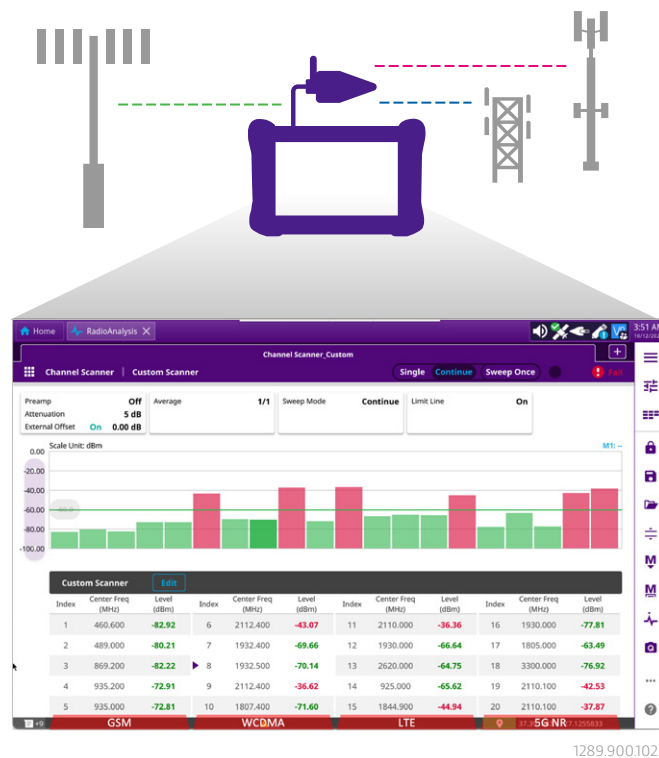 Home RadioAnalysis 3:51 AM
Channel Scanner_Custom
Channel Scanner | Custom Scanner Single Continue Sweep Once Fail
Preamp Off Average 1/1 Sweep Mode Continue Limit Line On
Attenuation 5 dB
External Offset On 0.00 dB
Scale Unit: dBm M1: --
0.00
-20.00
-40.00
-60.00
-80.00
-100.00
Custom Scanner Edit
Index Center Freq (MHz) Level (dBm) Index Center Freq (MHz) Level (dBm) Index Center Freq (MHz) Level (dBm) Index Center Freq (MHz) Level (dBm)
1 460.600 -82.92 6 2112.400 -43.07 11 2110.000 -36.36 16 1930.000 -77.81
2 489.000 -80.21 7 1932.400 -69.66 12 1930.000 -66.64 17 1805.000 -63.49
3 869.200 -82.22 8 1932.500 -70.14 13 2620.000 -64.75 18 3300.000 -76.92
4 935.200 -72.91 9 2112.400 -36.62 14 925.000 -65.62 19 2110.100 -42.53
5 935.000 -72.81 10 1807.400 -71.60 15 1844.900 -44.94 20 2110.100 -37.87
+9 GSM WCDMA LTE 5G NR
M
M
1289.900.102